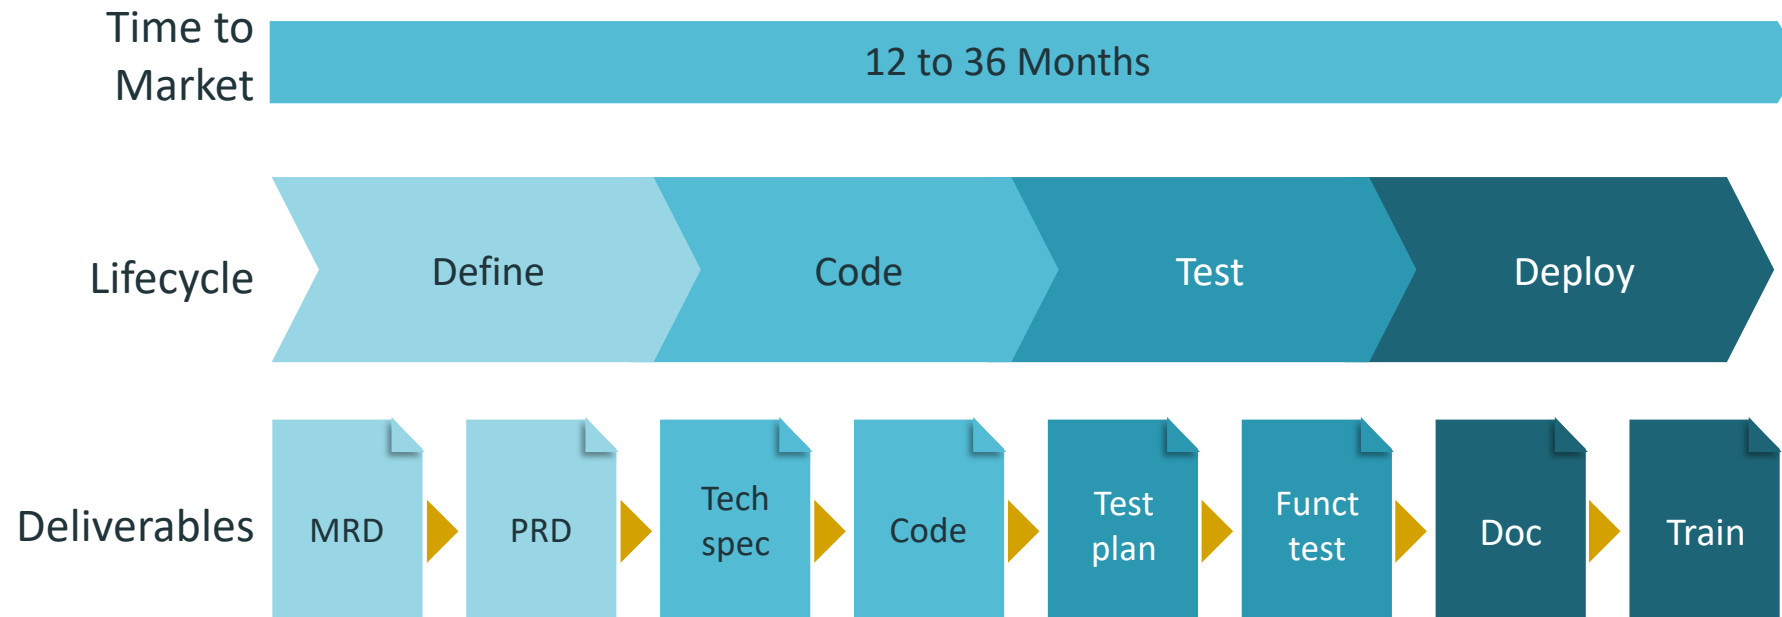 Time to
Market
12 to 36 Months
Lifecycle
Define
Code
Test
Deploy
Deliverables
MRD
PRD
Tech
spec
Code
Test
plan
Funct
test
Doc
Train